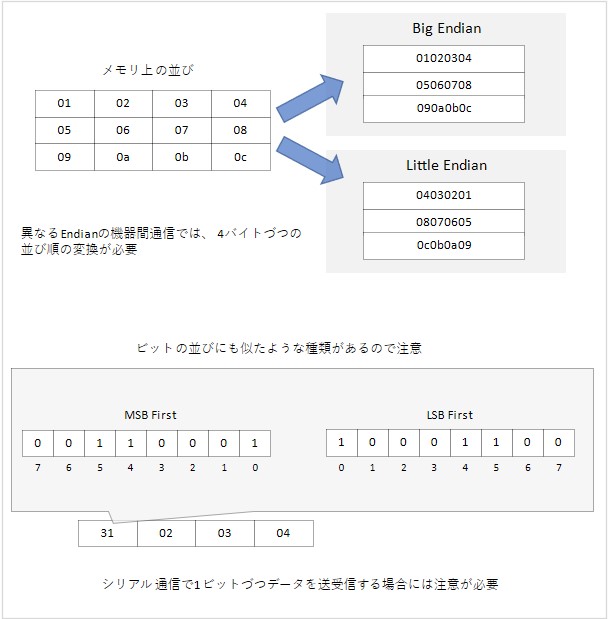 Big Endian
01020304
05060708
090a0b0c
メモリ上の並び
01 02 03 04
05 06 07 08
09 0a 0b 0c
Little Endian
04030201
08070605
0c0b0a09
異なるEndianの機器間通信では、4バイトづつの
並び順の変換が必要
ビットの並びにも似たような種類があるので注意
MSB First
0 0 1 1 0 0 0 1
7 6 5 4 3 2 1 0
LSB First
1 0 0 0 1 1 0 0
0 1 2 3 4 5 6 7
31 02 03 04
シリアル通信で1ビットづつデータを送受信する場合には注意が必要